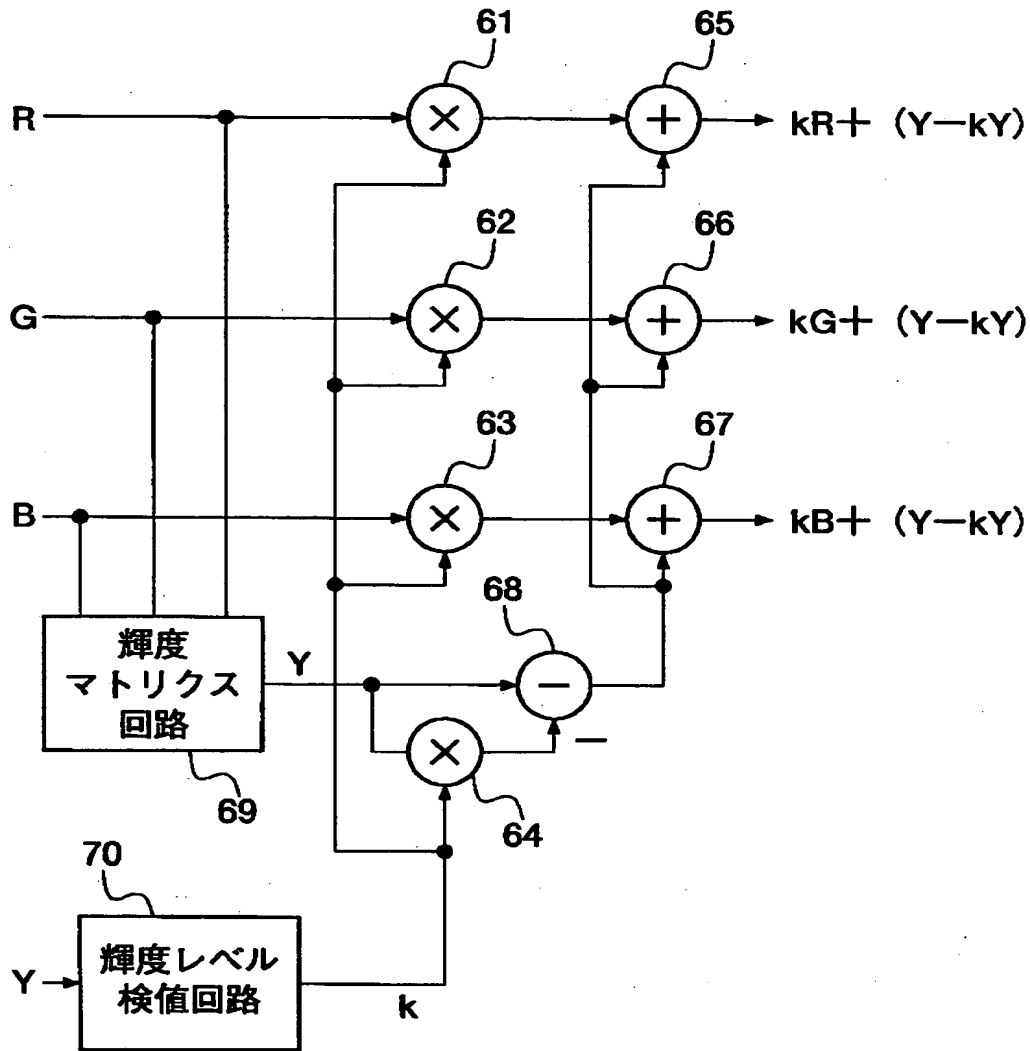 61
65
R
×
+
kR+ (Y-kY)
62
66
G
×
+
kG+ (Y-kY)
63
67
B
×
+
kB+ (Y-kY)
68
輝度
マトリクス
回路
Y
−
×
−
69
64
70
Y
輝度レベル
検値回路
k